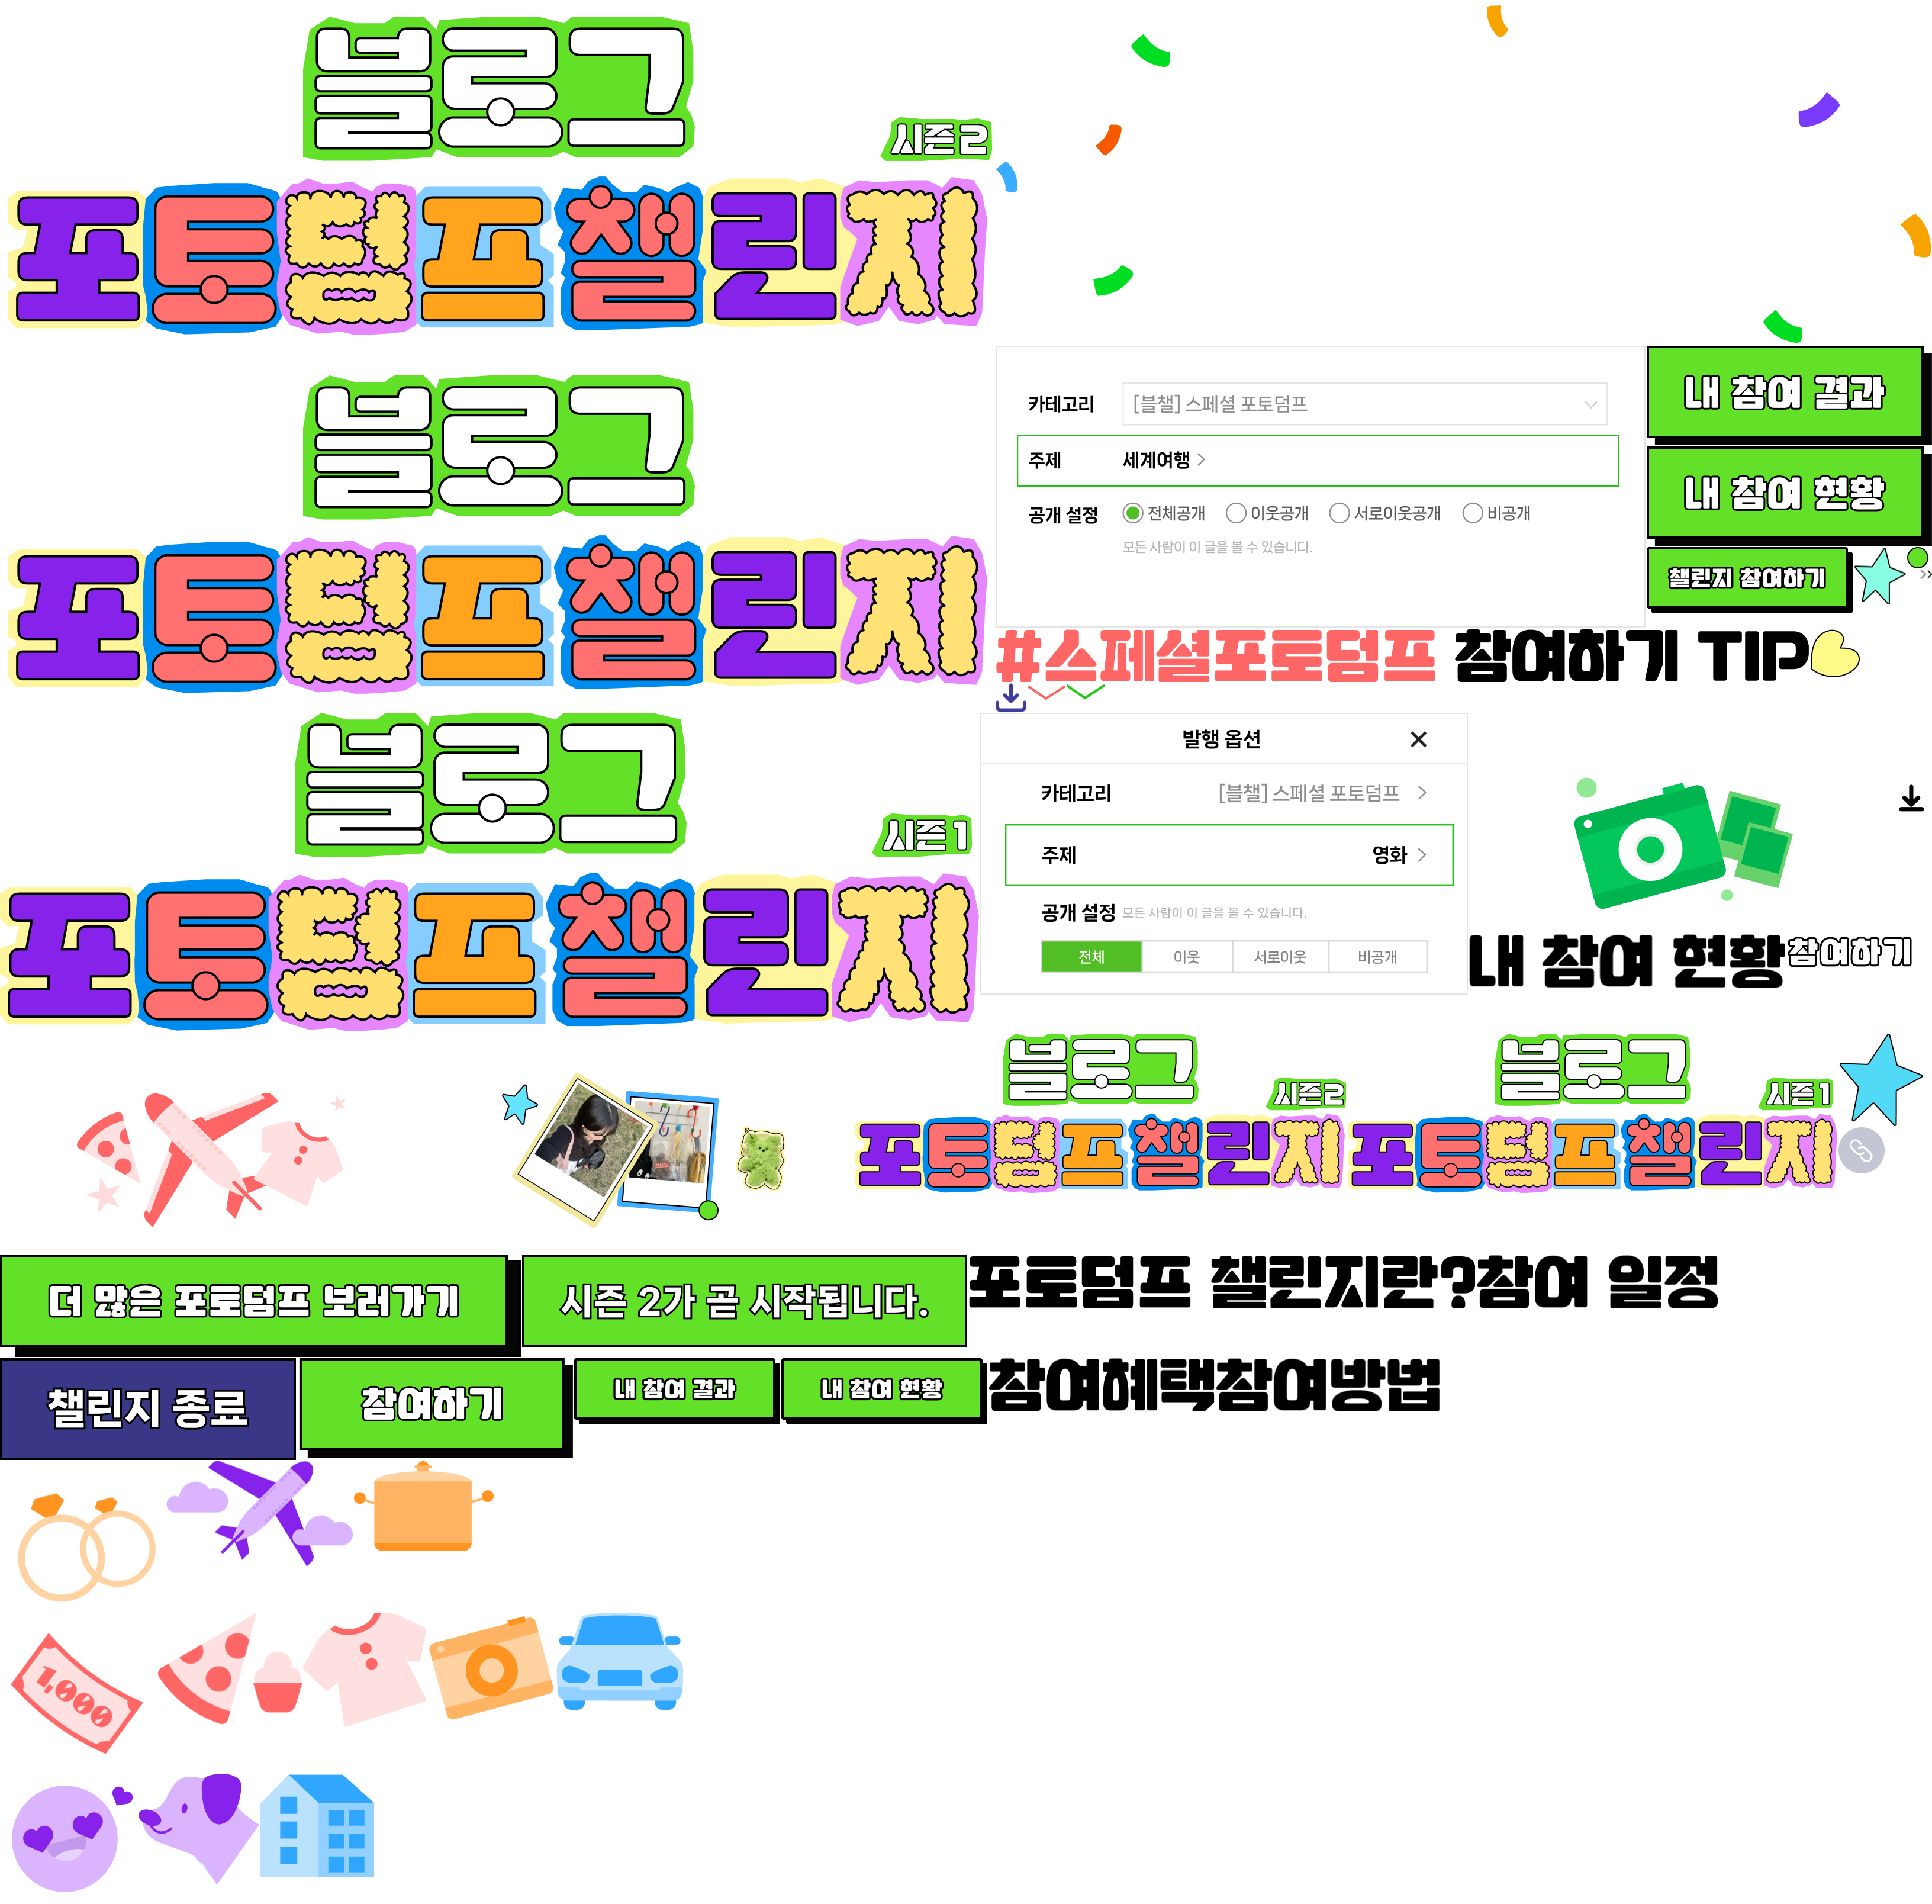 블로그
시즌2
포토덤프챌린지
블로그
포토덤프챌린지
카테고리 [블챌] 스페셜 포토덤프
주제 세계여행
공개 설정 전체공개 이웃공개 서로이웃공개 비공개
모든 사람이 이 글을 볼 수 있습니다.
내 참여 결과
내 참여 현황
챌린지 참여하기
#스페셜포토덤프 참여하기 TIP
블로그
시즌1
포토덤프챌린지
발행 옵션
카테고리 [블챌] 스페셜 포토덤프
주제 영화
공개 설정 모든 사람이 이 글을 볼 수 있습니다.
전체 이웃 서로이웃 비공개
내 참여 현황
참여하기
블로그
시즌2
포토덤프챌린지
블로그
시즌1
포토덤프챌린지
더 많은 포토덤프 보러가기
시즌 2가 곧 시작됩니다.
포토덤프 챌린지란?참여 일정
챌린지 종료
참여하기
내 참여 결과
내 참여 현황
참여혜택참여방법
1,000